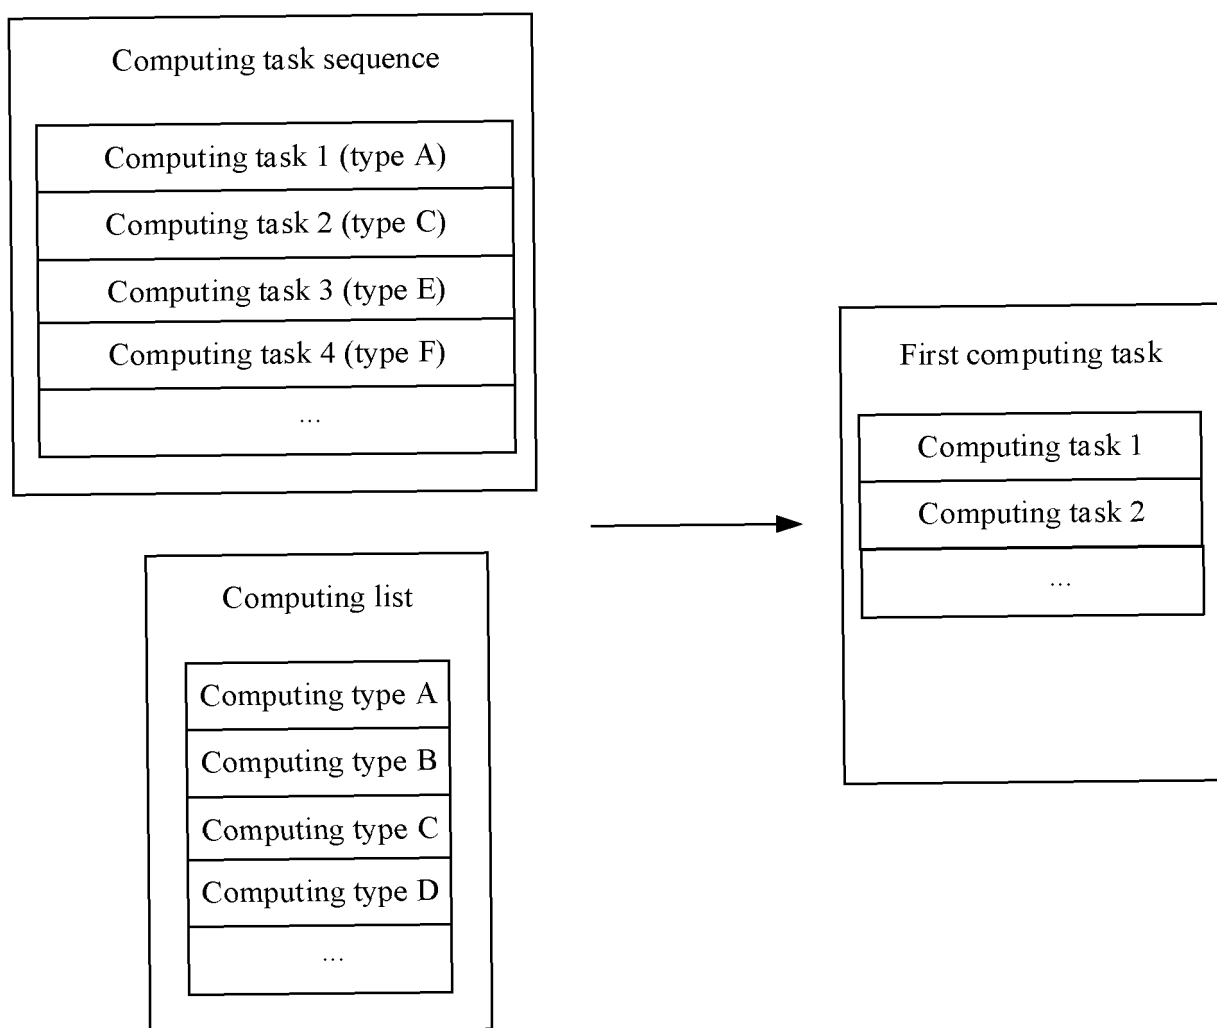 Computing task sequence
Computing task 1 (type A)
Computing task 2 (type C)
Computing task 3 (type E)
Computing task 4 (type F)
...
Computing list
Computing type A
Computing type B
Computing type C
Computing type D
...
First computing task
Computing task 1
Computing task 2
...